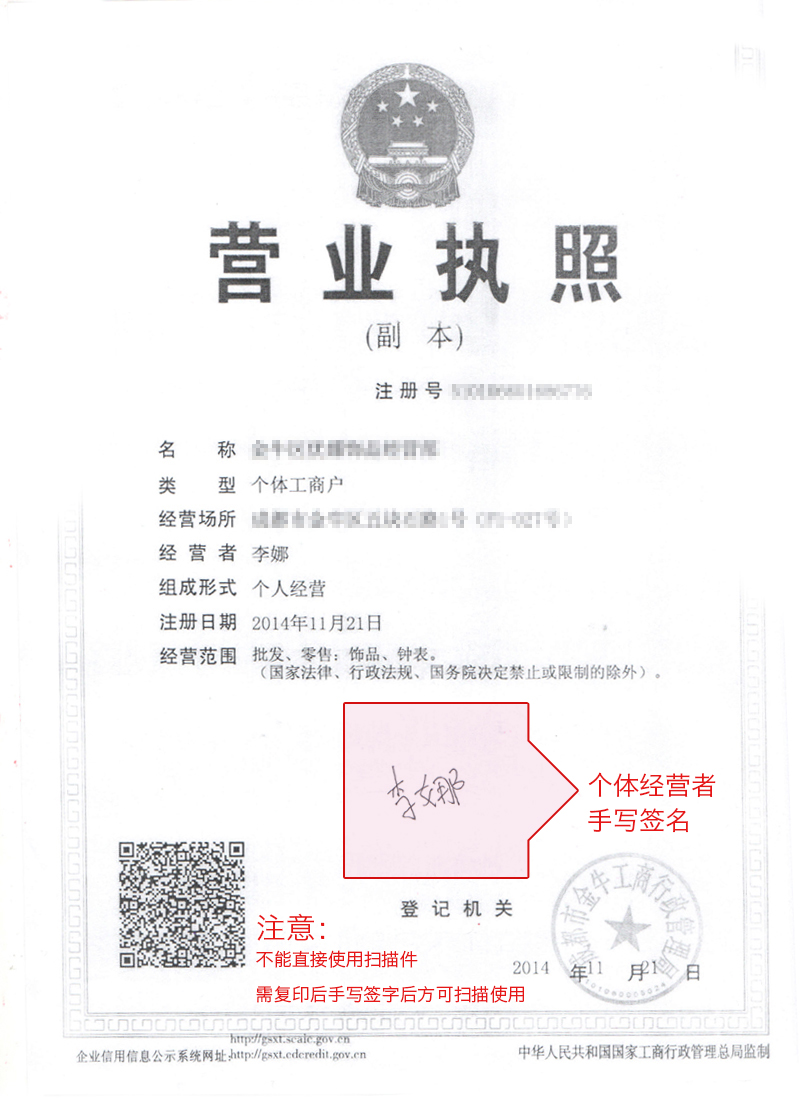 营业执照
(副 本)
注册号
名 称
类 型 个体工商户
经营场所
经营者 李娜
组成形式 个人经营
注册日期 2014年11月21日
经营范围 批发、零售：饰品、钟表。
（国家法律、行政法规、国务院决定禁止或限制的除外）。
李娜
个体经营者
手写签名
登记机关
成都市金牛工商行政管理局
注意：
不能直接使用扫描件
需复印后手写签字后方可扫描使用
2014 年 11 月 21 日
http://gsxt.scaic.gov.cn
企业信用信息公示系统网址:http://gsxt.cdcredit.gov.cn
中华人民共和国国家工商行政管理总局监制